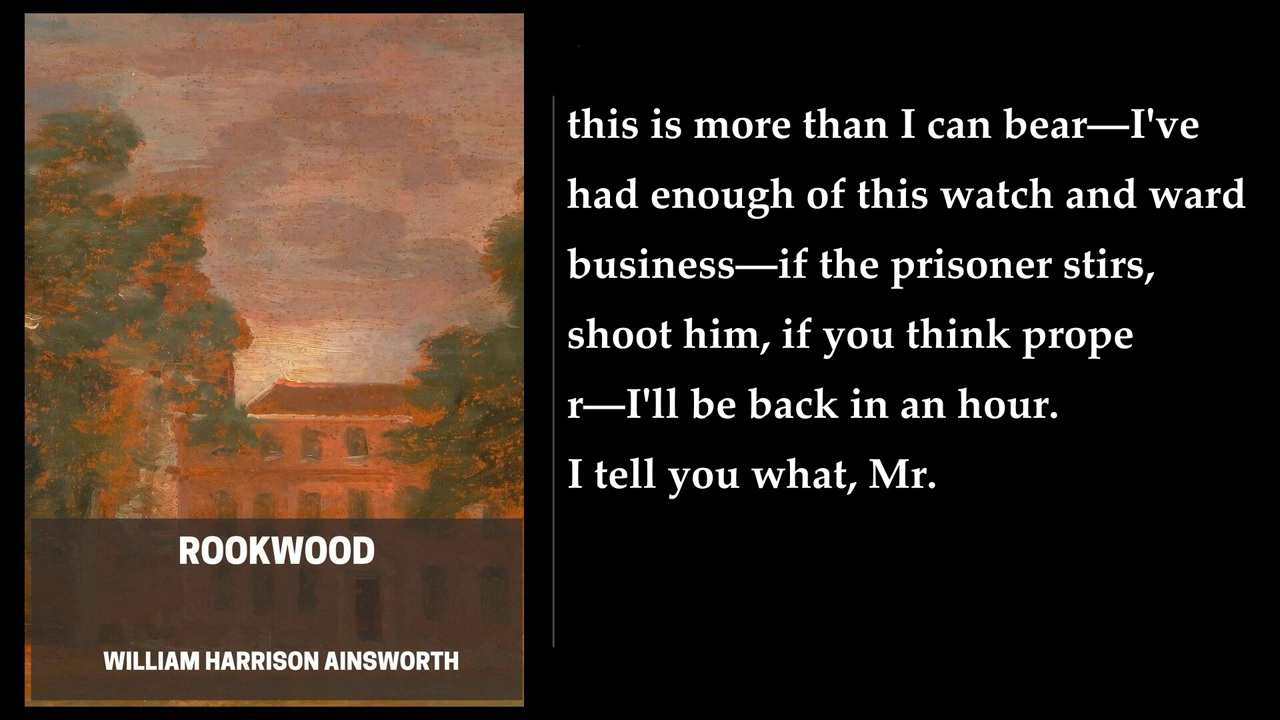 ROOKWOOD
WILLIAM HARRISON AINSWORTH
this is more than I can bear—I've
had enough of this watch and ward
business—if the prisoner stirs,
shoot him, if you think prope
r—I'll be back in an hour.
I tell you what, Mr.